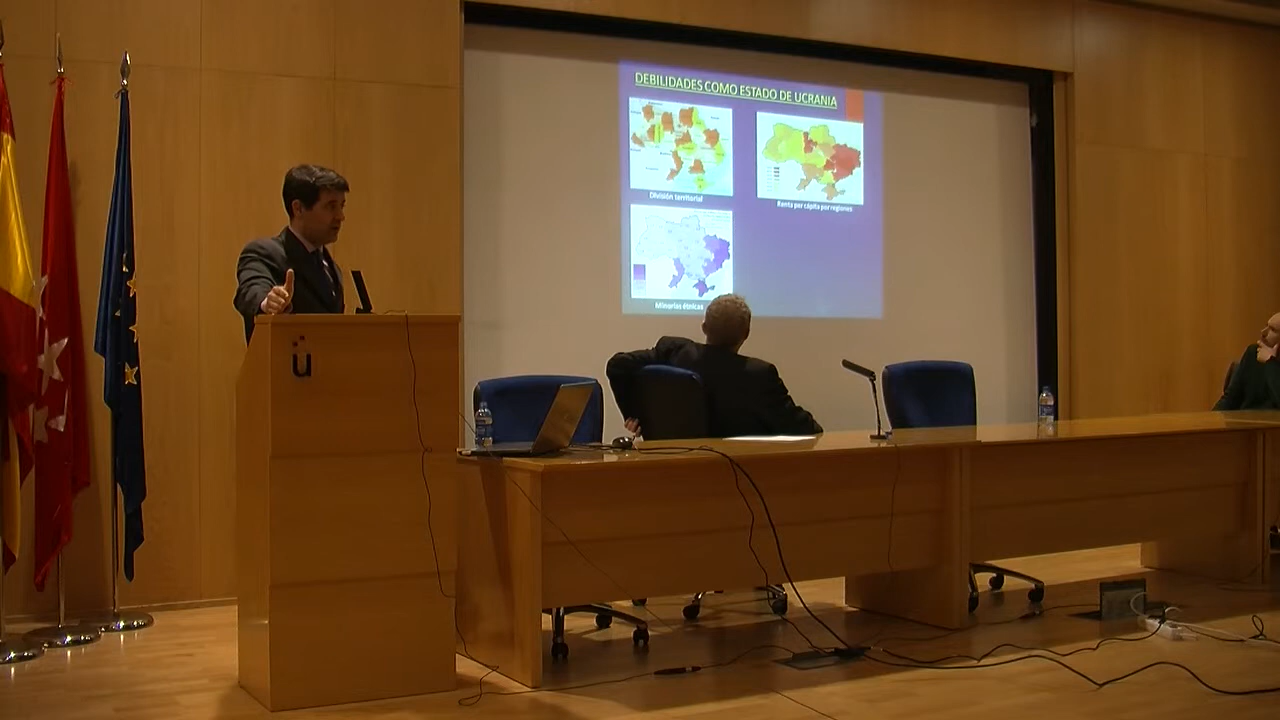 DEBILIDADES COMO ESTADO DE UCRANIA
División territorial
Renta per cápita por regiones
Minorías étnicas
ü